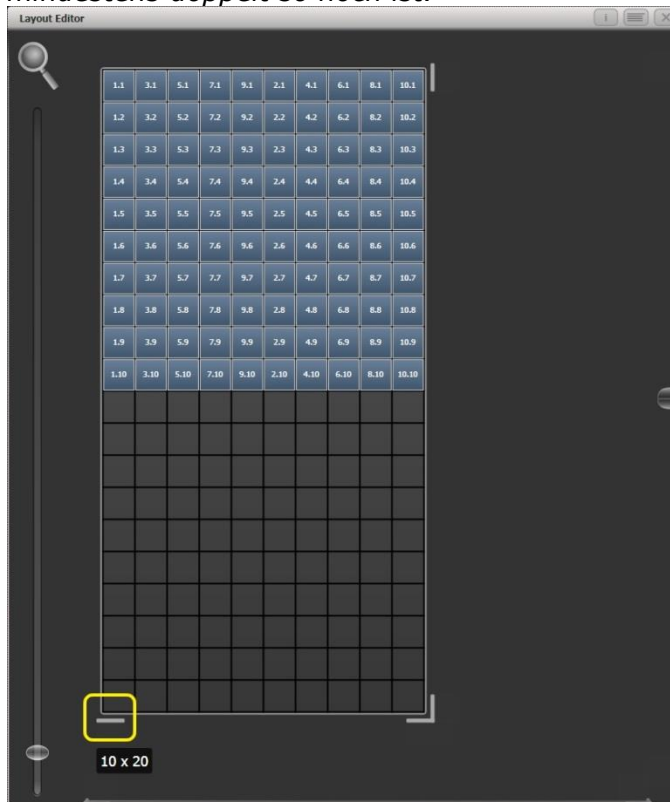 mindestens doppelt so hoch ist.
Layout Editor
1.1 3.1 5.1 7.1 9.1 2.1 4.1 6.1 8.1 10.1
1.2 3.2 5.2 7.2 9.2 2.2 4.2 6.2 8.2 10.2
1.3 3.3 5.3 7.3 9.3 2.3 4.3 6.3 8.3 10.3
1.4 3.4 5.4 7.4 9.4 2.4 4.4 6.4 8.4 10.4
1.5 3.5 5.5 7.5 9.5 2.5 4.5 6.5 8.5 10.5
1.6 3.6 5.6 7.6 9.6 2.6 4.6 6.6 8.6 10.6
1.7 3.7 5.7 7.7 9.7 2.7 4.7 6.7 8.7 10.7
1.8 3.8 5.8 7.8 9.8 2.8 4.8 6.8 8.8 10.8
1.9 3.9 5.9 7.9 9.9 2.9 4.9 6.9 8.9 10.9
1.10 3.10 5.10 7.10 9.10 2.10 4.10 6.10 8.10 10.10
10 x 20